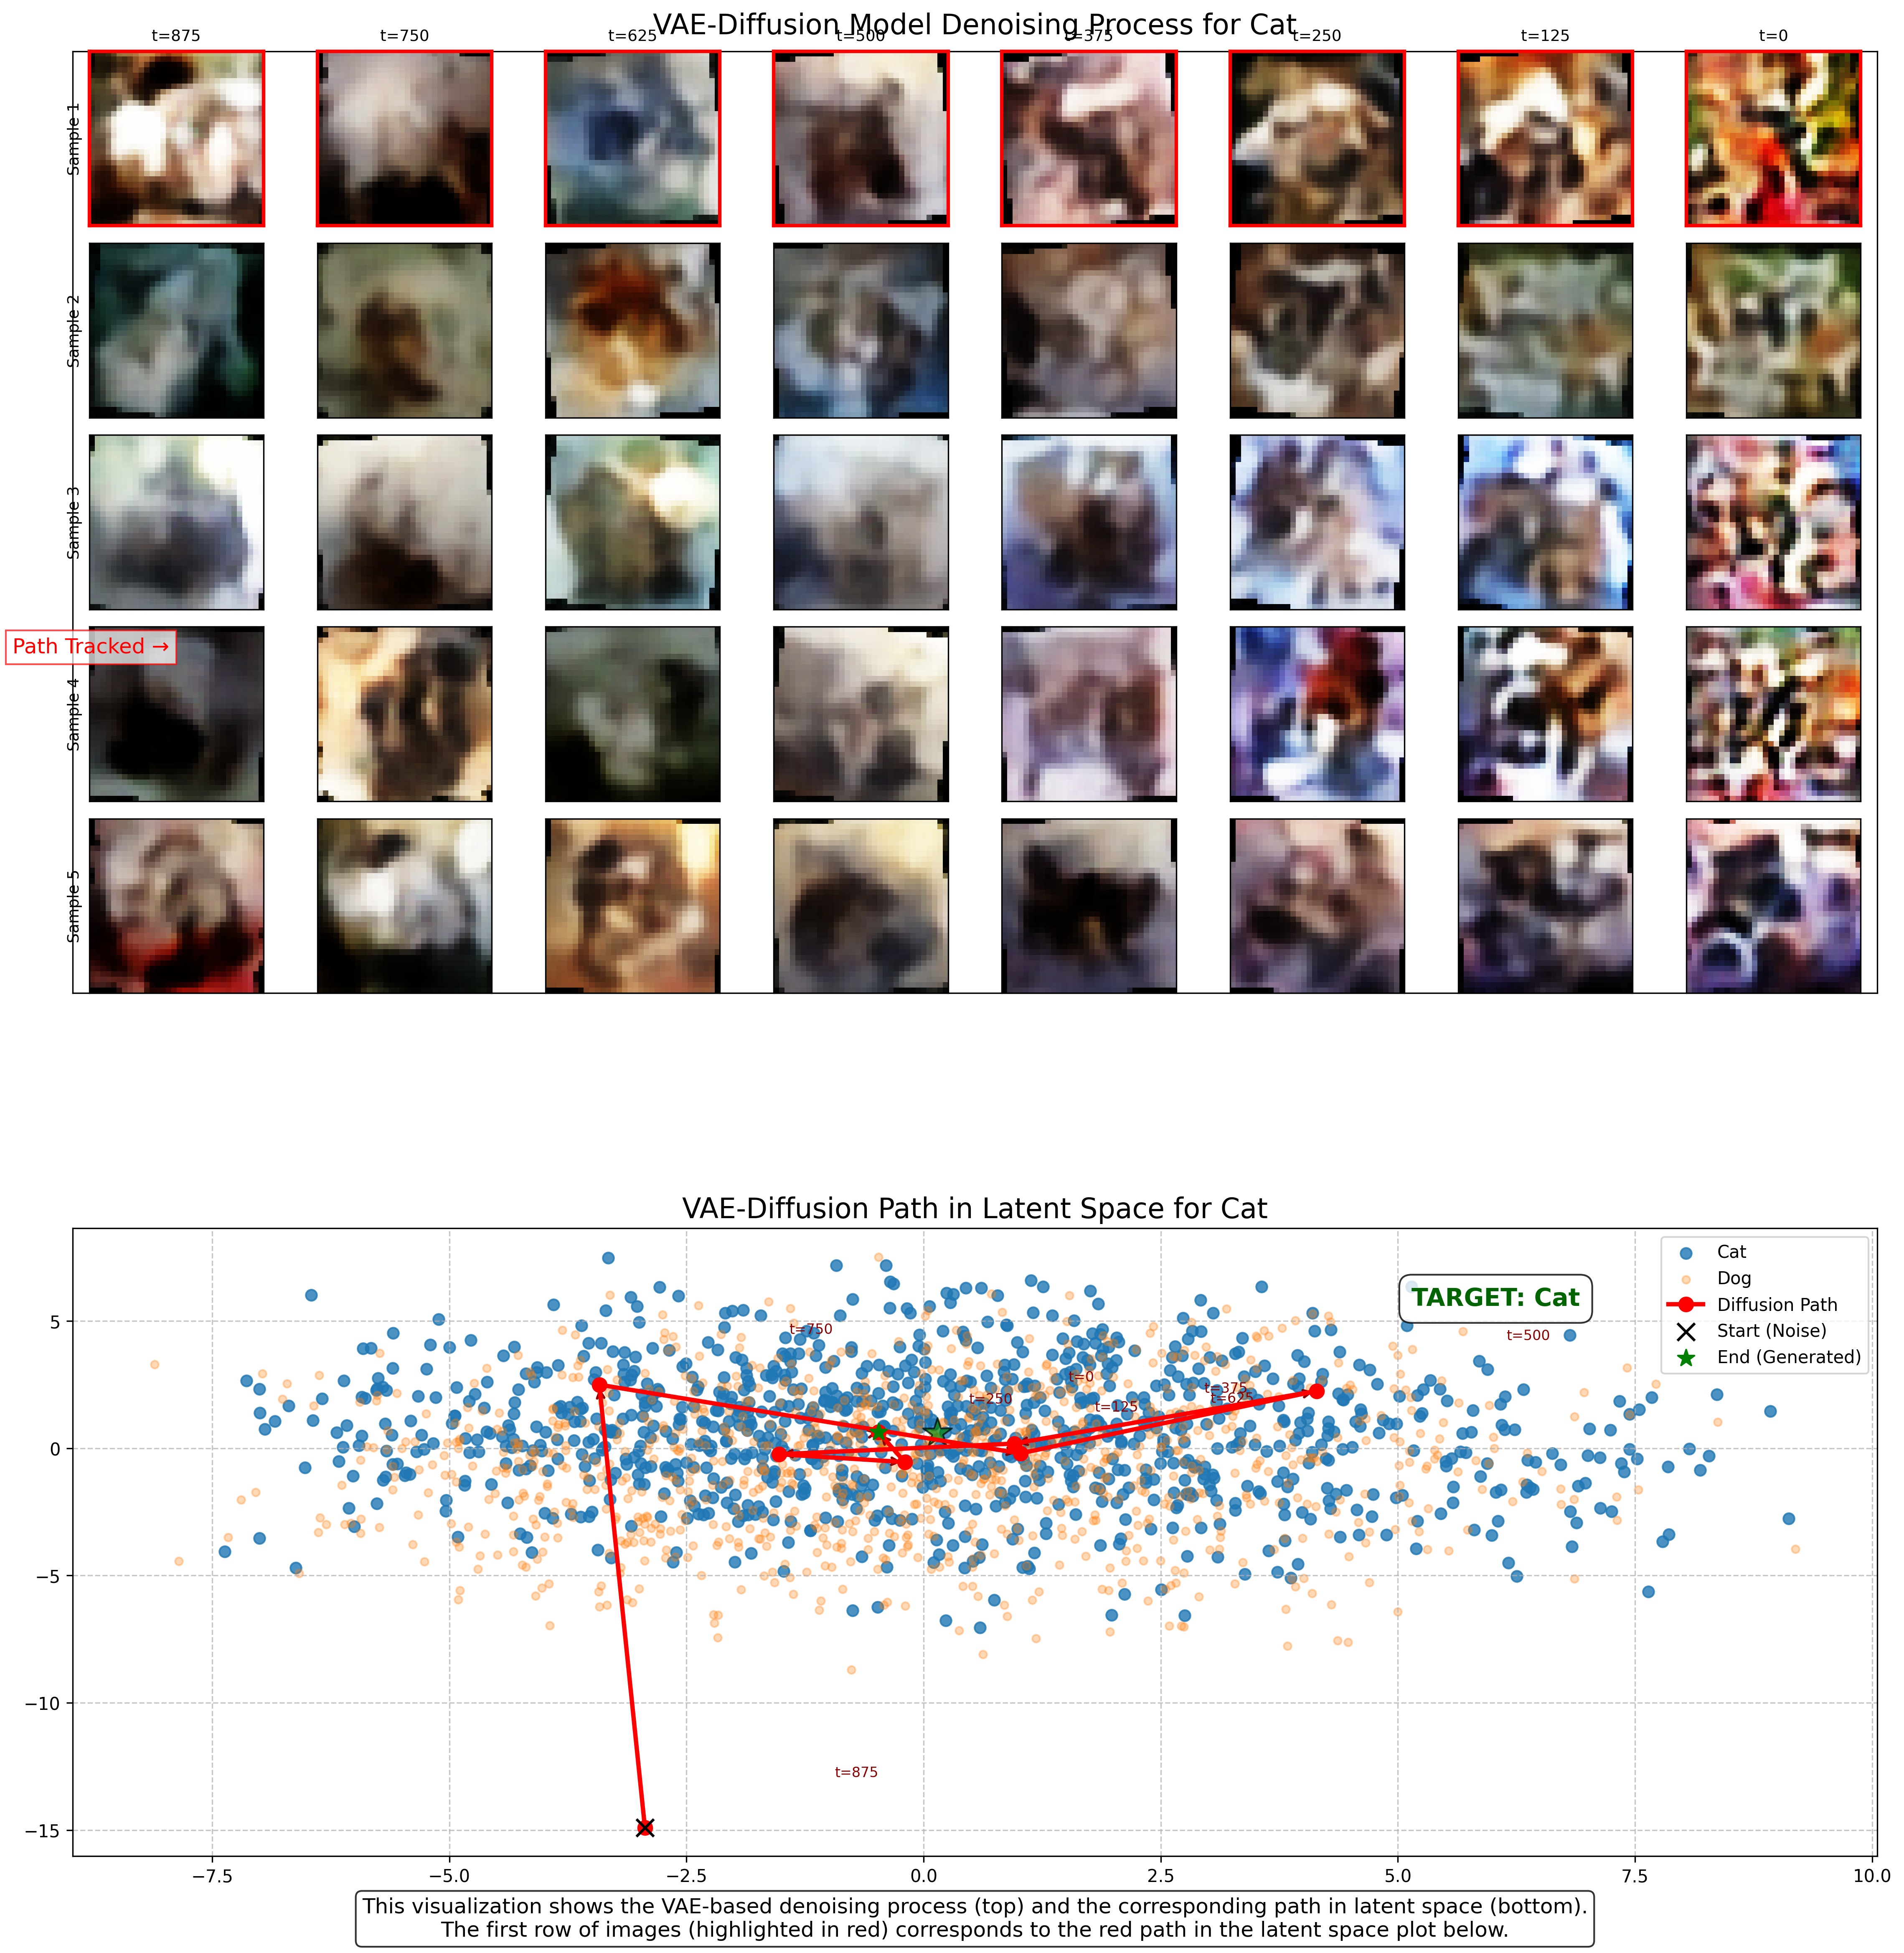 VAE-Diffusion Model Denoising Process for Cat
t=875
t=750
t=625
t=500
t=375
t=250
t=125
t=0
Sample 1
Sample 2
Sample 3
Path Tracked →
Sample 4
Sample 5
VAE-Diffusion Path in Latent Space for Cat
Cat
Dog
Diffusion Path
Start (Noise)
End (Generated)
TARGET: Cat
t=750
t=500
t=0
t=375
t=625
t=250
t=125
t=875
5
0
−5
−10
−15
−7.5
−5.0
−2.5
0.0
2.5
5.0
7.5
10.0
This visualization shows the VAE-based denoising process (top) and the corresponding path in latent space (bottom).
The first row of images (highlighted in red) corresponds to the red path in the latent space plot below.